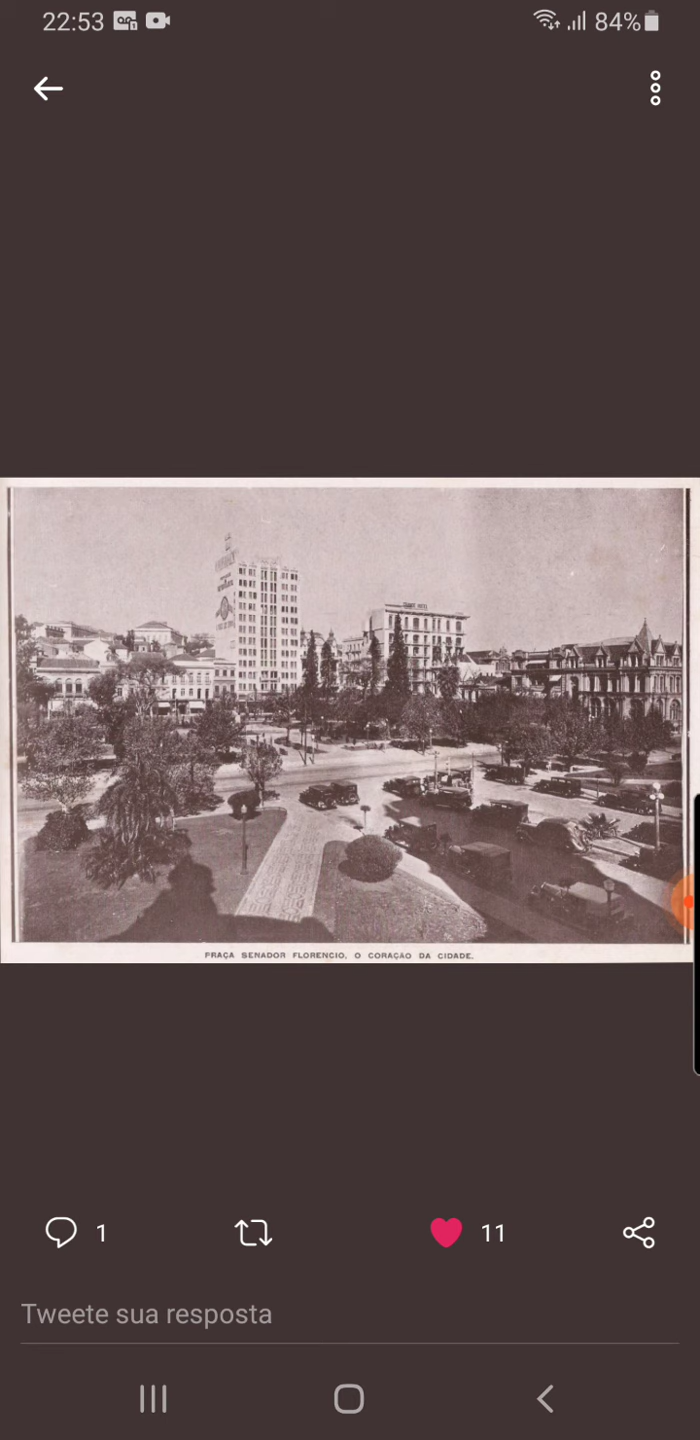 22:53
84%
PRAÇA SENADOR FLORENCIO, O CORAÇÃO DA CIDADE.
1
11
Tweete sua resposta